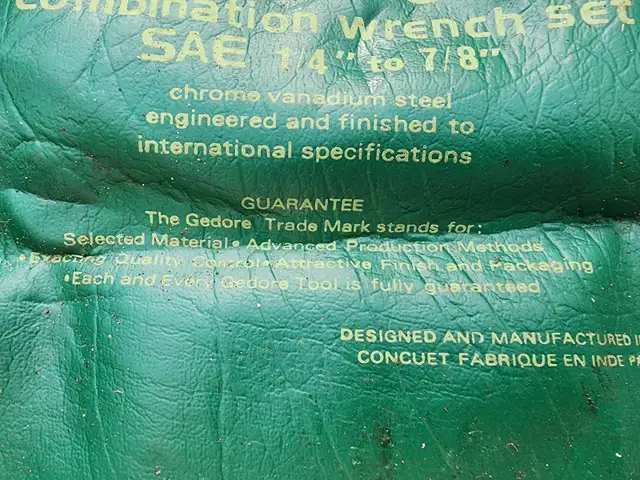 combination wrench set
SAE 1/4" to 7/8"
chrome vanadium steel
engineered and finished to
international specifications
GUARANTEE
The Gedore Trade Mark stands for:
Selected Material • Advanced Production Methods
• Exacting Quality Control • Attractive Finish and Packaging
• Each and Every Gedore Tool is fully guaranteed
DESIGNED AND MANUFACTURED
CONCUET FABRIQUE EN INDE